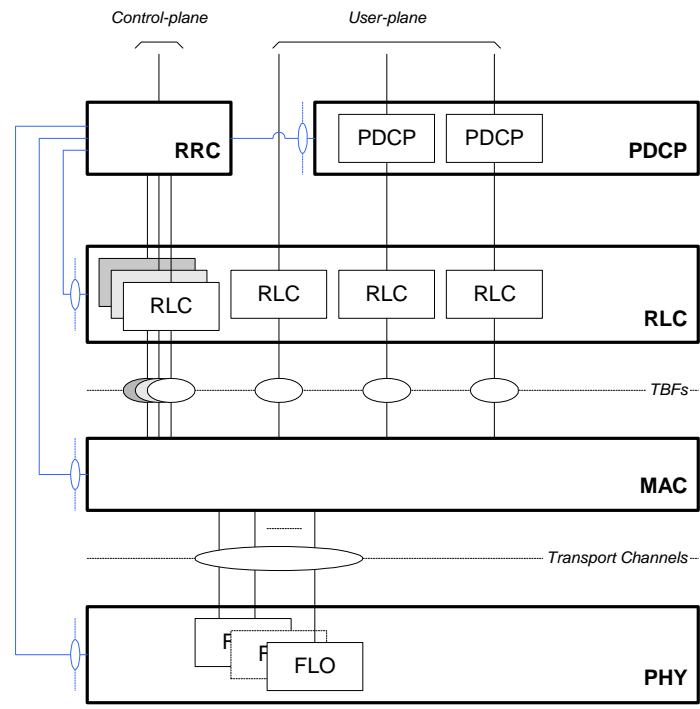 Control-plane
User-plane
RRC
PDCP
PDCP
PDCP
RLC
RLC
RLC
RLC
RLC
TBFs
MAC
Transport Channels
F
F
FLO
PHY